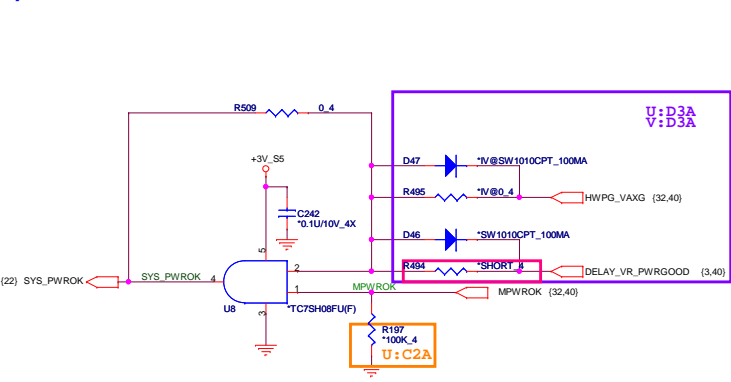 U:D3A
V:D3A
R509 0_4
+3V_S5
D47 *IV@SW1010CPT_100MA
R495 *IV@0_4
HWPG_VAXG {32,40}
C242
*0.1U/10V_4X
D46 *SW1010CPT_100MA
R494 *SHORT_4
DELAY_VR_PWRGOOD {3,40}
5
2
{22} SYS_PWROK
SYS_PWROK 4
MPWROK
1
MPWROK {32,40}
U8
*TC7SH08FU(F)
3
R197
*100K_4
U:C2A